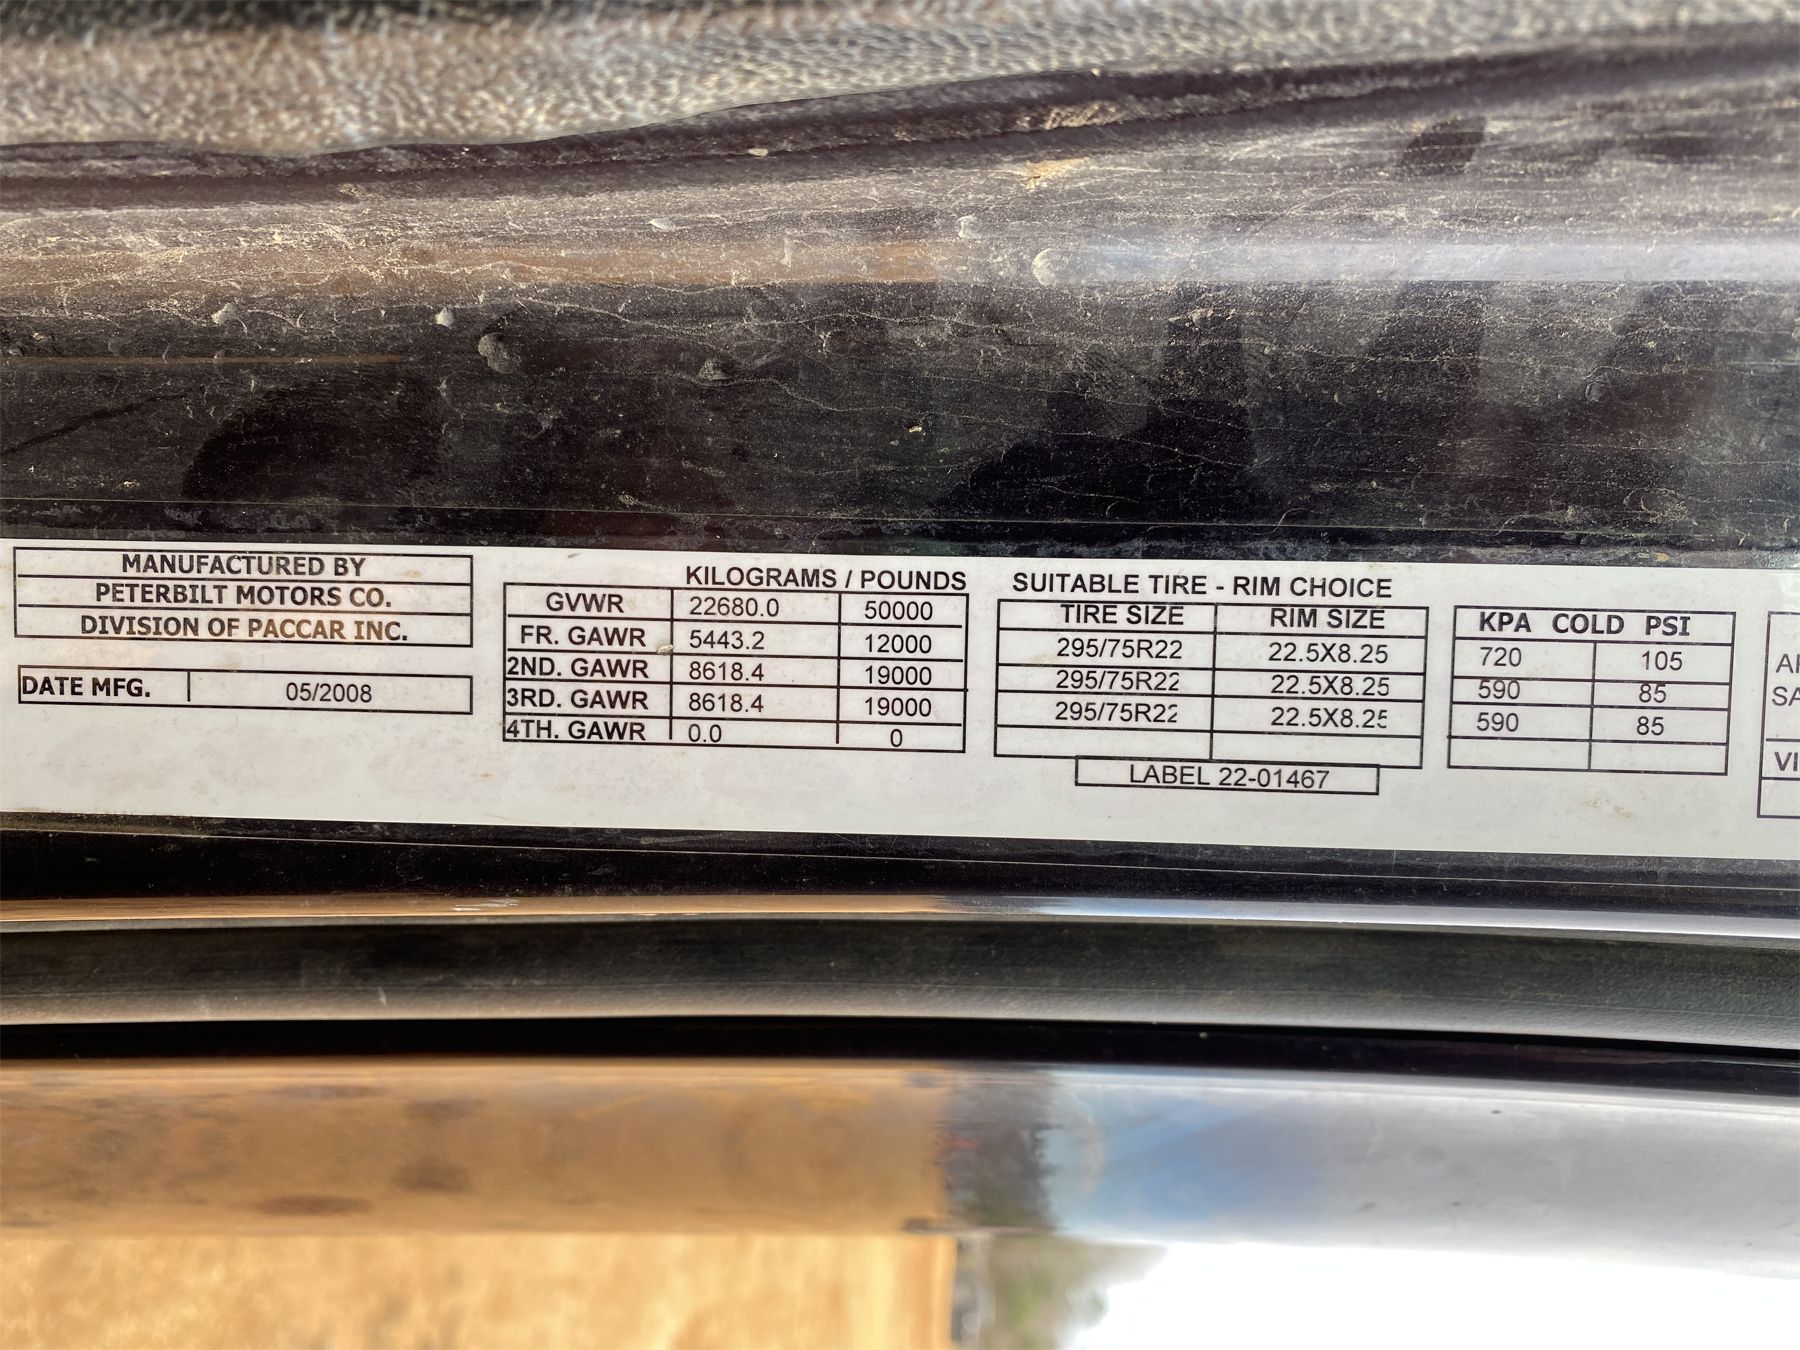 MANUFACTURED BY
PETERBILT MOTORS CO.
DIVISION OF PACCAR INC.
DATE MFG. 05/2008
KILOGRAMS / POUNDS
GVWR 22680.0 50000
FR. GAWR 5443.2 12000
2ND. GAWR 8618.4 19000
3RD. GAWR 8618.4 19000
4TH. GAWR 0.0 0
SUITABLE TIRE - RIM CHOICE
TIRE SIZE RIM SIZE
295/75R22 22.5X8.25
295/75R22 22.5X8.25
295/75R22 22.5X8.25
LABEL 22-01467
KPA COLD PSI
720 105
590 85
590 85